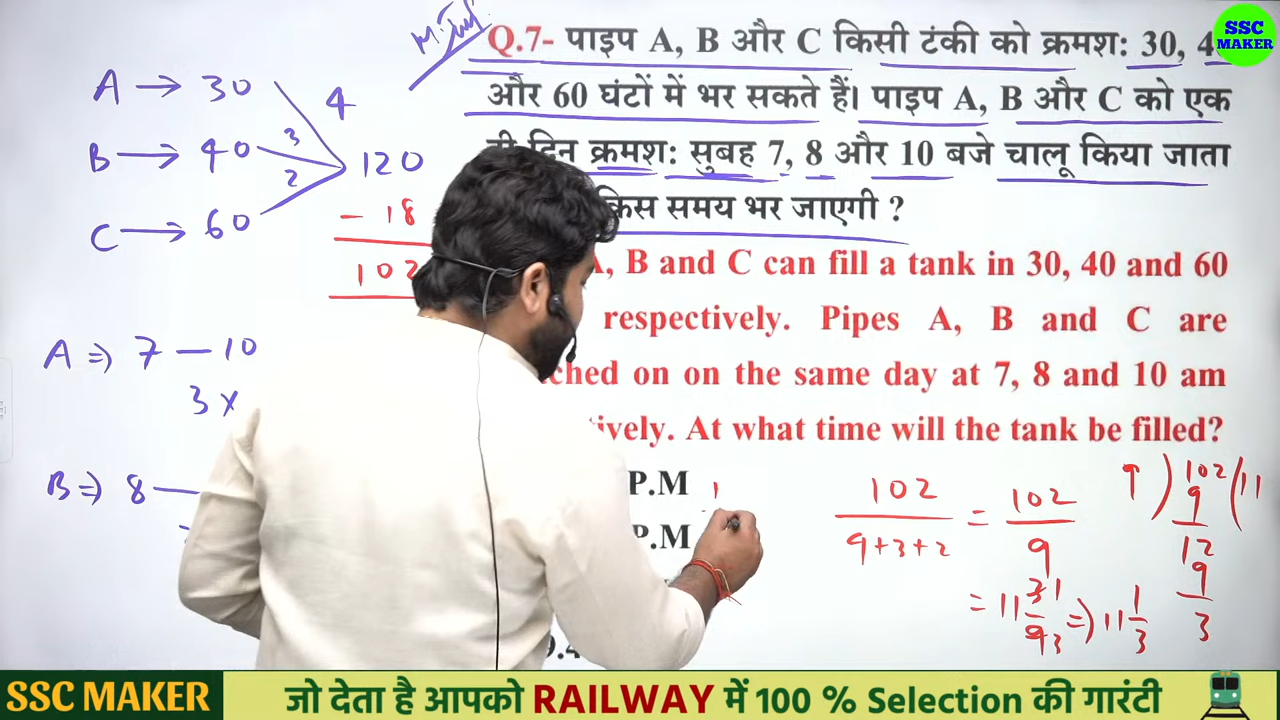 SSC
MAKER
Q.7- पाइप A, B और C किसी टंकी को क्रमश: 30, 4
और 60 घंटों में भर सकते हैं। पाइप A, B और C को एक
दिन क्रमश: सुबह 7, 8 और 10 बजे चालू किया जाता
किस समय भर जाएगी ?
A, B and C can fill a tank in 30, 40 and 60
respectively. Pipes A, B and C are
ched on on the same day at 7, 8 and 10 am
ively. At what time will the tank be filled?
P.M
P.M
A → 30
4
B → 40
3
2
120
C → 60
- 18
102
A ⇒ 7 — 10
3 x
B ⇒ 8 —
1
102
9+3+2
= 102
9
= 11 3 1
9 3
⇒ 11 1
3
) 102 ( 11
9
12
9
3
SSC MAKER
जो देता है आपको RAILWAY में 100 % Selection की गारंटी